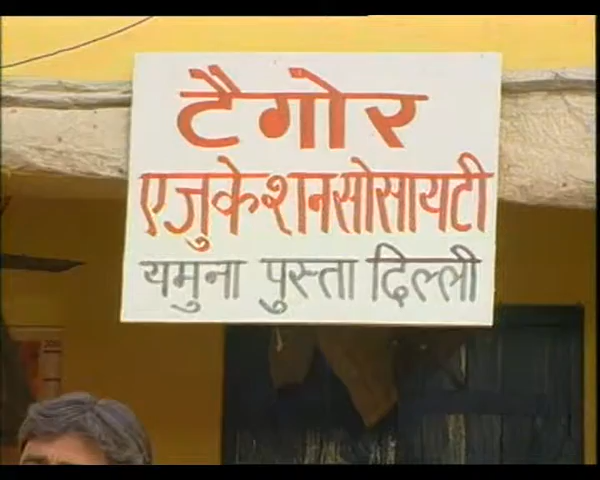 टैगोर
एजुकेशन सोसायटी
यमुना पुस्ता दिल्ली